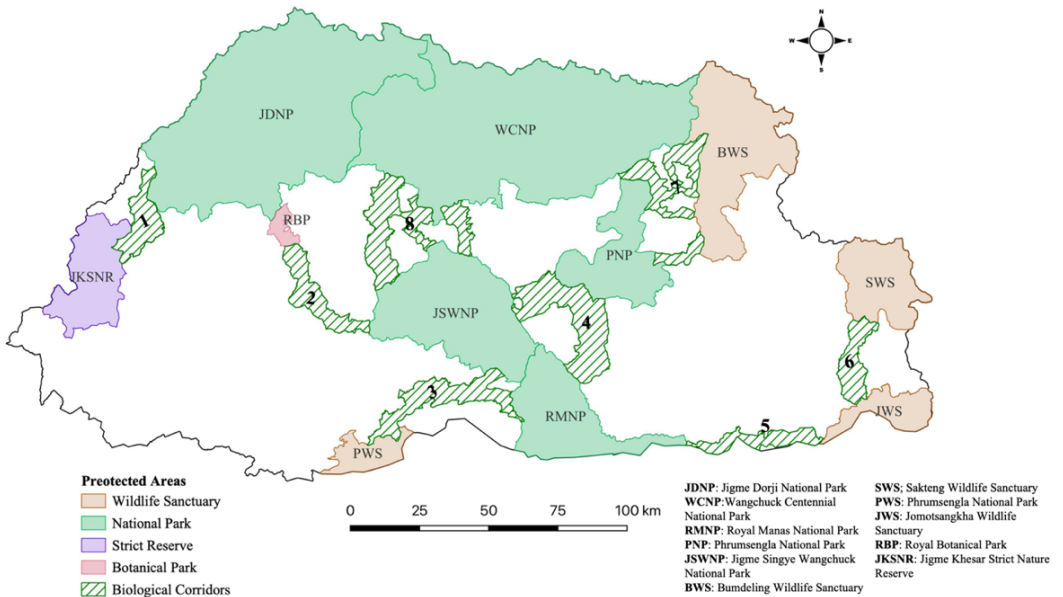 N
W E
S
JDNP
WCNP
BWS
7
1
RBP
8
JKSNR
PNP
SWS
2
JSWNP
4
6
3
RMNP
JWS
5
PWS
Preotected Areas
Wildlife Sanctuary
National Park
Strict Reserve
Botanical Park
Biological Corridors
0 25 50 75 100 km
JDNP: Jigme Dorji National Park
WCNP:Wangchuck Centennial
National Park
RMNP: Royal Manas National Park
PNP: Phrumsengla National Park
JSWNP: Jigme Singye Wangchuck
National Park
BWS: Bumdeling Wildlife Sanctuary
SWS; Sakteng Wildlife Sanctuary
PWS: Phrumsengla National Park
JWS: Jomotsangkha Wildlife
Sanctuary
RBP: Royal Botanical Park
JKSNR: Jigme Khesar Strict Nature
Reserve